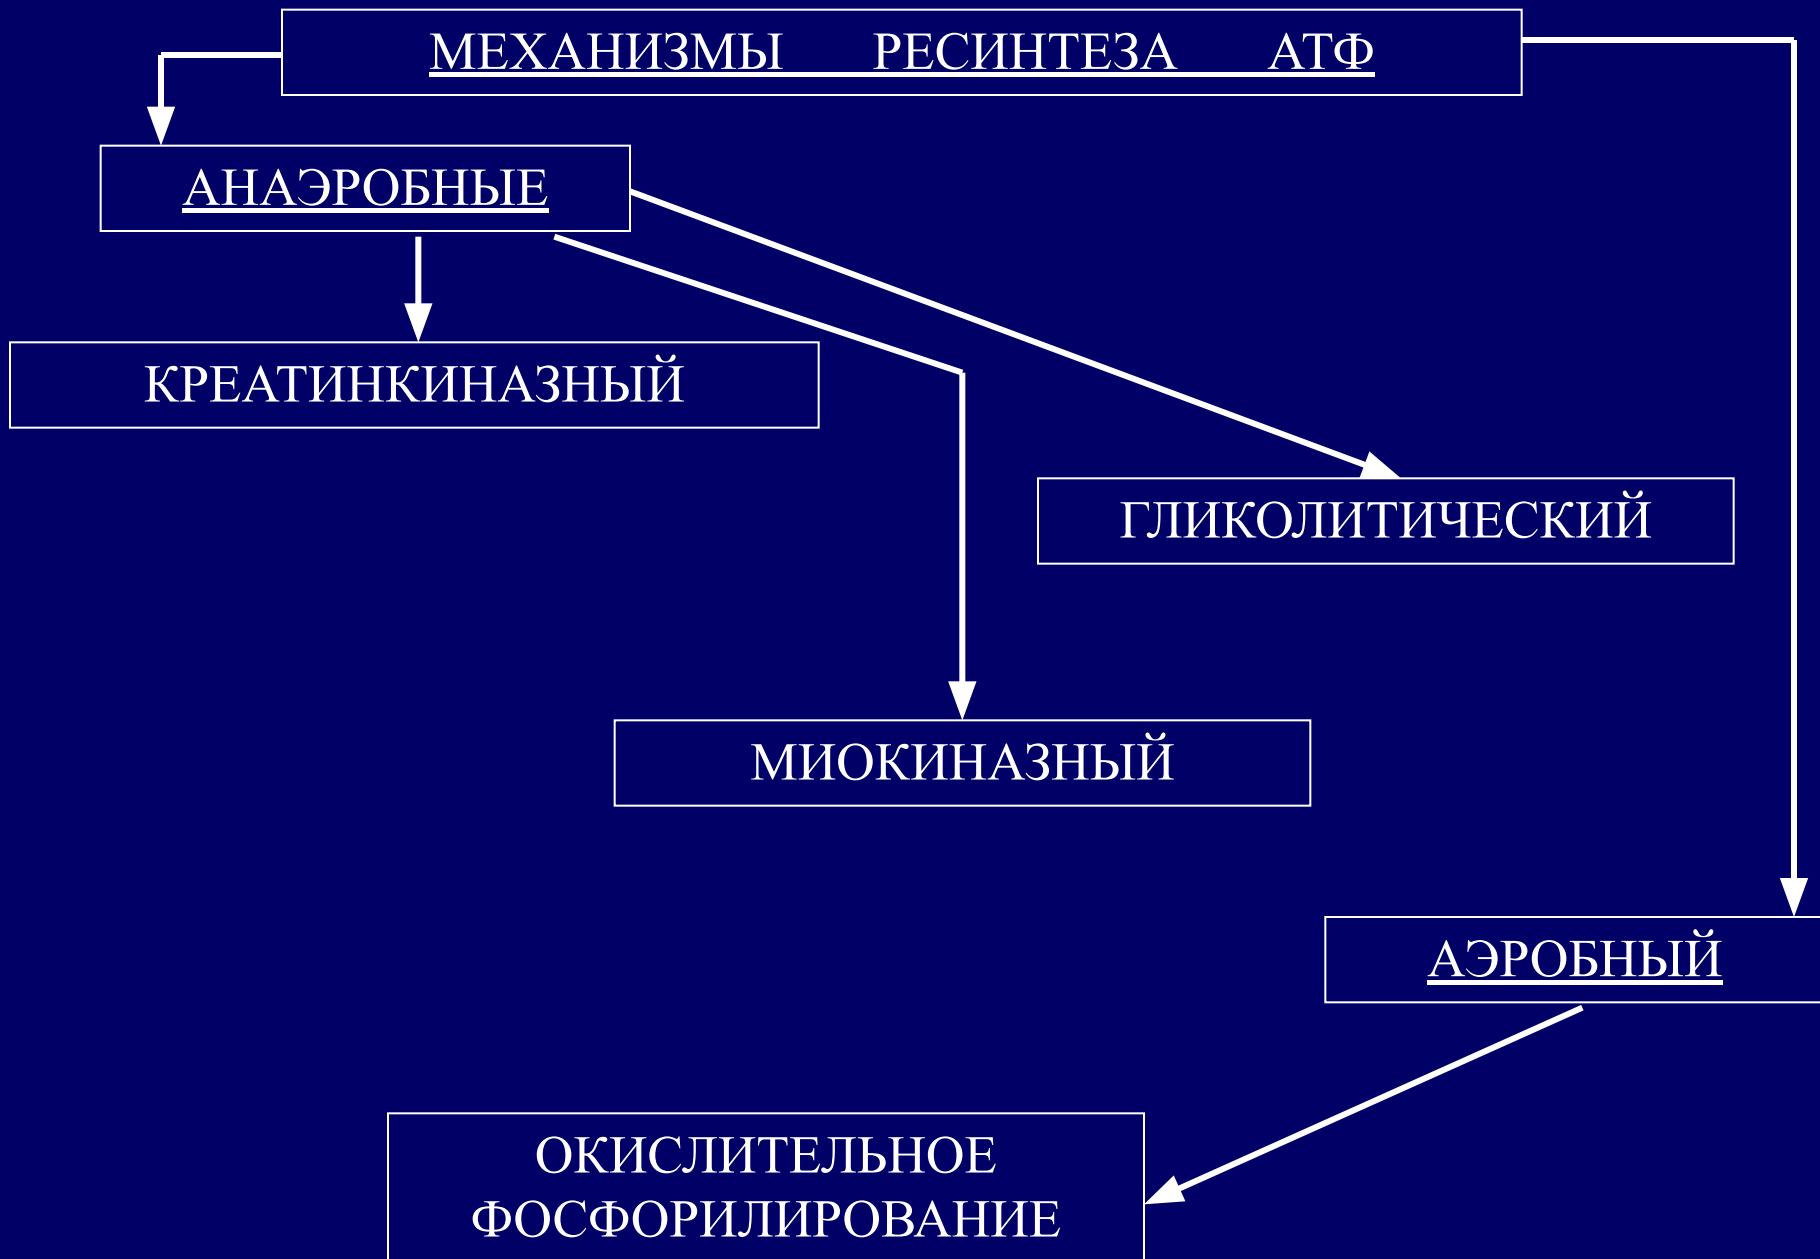 МЕХАНИЗМЫ РЕСИНТЕЗА АТФ
АНАЭРОБНЫЕ
КРЕАТИНКИНАЗНЫЙ
ГЛИКОЛИТИЧЕСКИЙ
МИОКИНАЗНЫЙ
АЭРОБНЫЙ
ОКИСЛИТЕЛЬНОЕ
ФОСФОРИЛИРОВАНИЕ